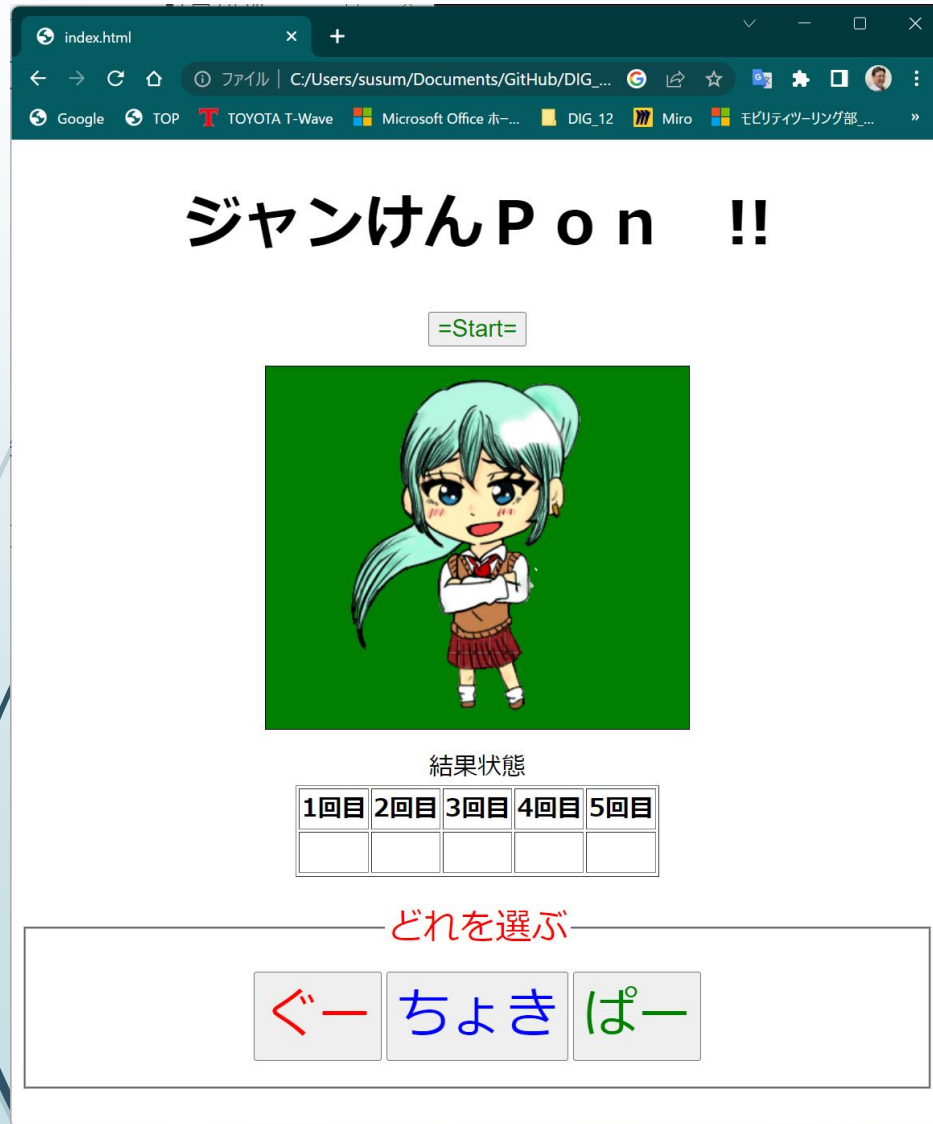 index.html
ファイル | C:/Users/susum/Documents/GitHub/DIG_...
Google TOP TOYOTA T-Wave Microsoft Office ホー... DIG_12 Miro モビリティツーリング部_... »
ジャンけんＰｏｎ　!!
=Start=
結果状態
1回目 2回目 3回目 4回目 5回目
どれを選ぶ
ぐー ちょき ぱー